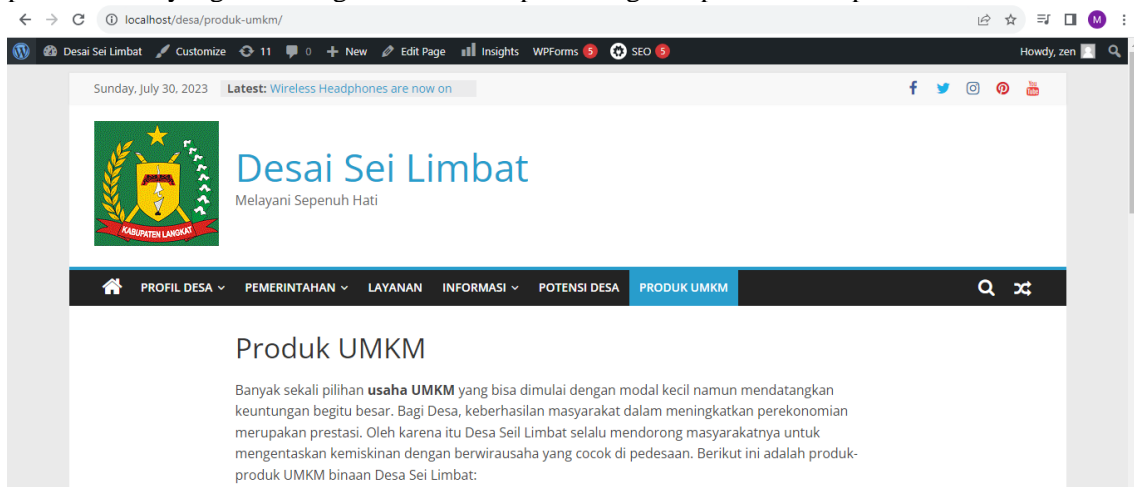 localhost/desa/produk-umkm/
M
Desai Sei Limbat Customize 11 0 New Edit Page Insights WPForms 5 SEO 5 Howdy, zen
Sunday, July 30, 2023 Latest: Wireless Headphones are now on
You Tube
KABUPATEN LANGKAT
Desai Sei Limbat
Melayani Sepenuh Hati
PROFIL DESA PEMERINTAHAN LAYANAN INFORMASI POTENSI DESA PRODUK UMKM
Produk UMKM
Banyak sekali pilihan usaha UMKM yang bisa dimulai dengan modal kecil namun mendatangkan
keuntungan begitu besar. Bagi Desa, keberhasilan masyarakat dalam meningkatkan perekonomian
merupakan prestasi. Oleh karena itu Desa Seil Limbat selalu mendorong masyarakatnya untuk
mengentaskan kemiskinan dengan berwirausaha yang cocok di pedesaan. Berikut ini adalah produk-
produk UMKM binaan Desa Sei Limbat: